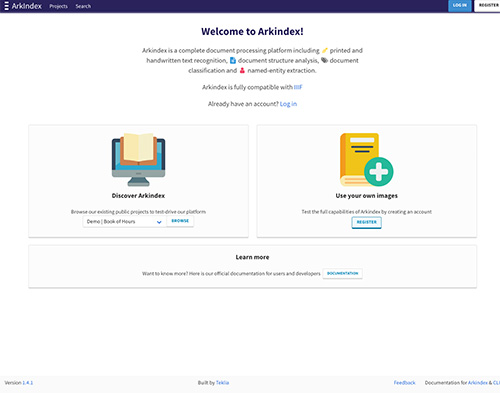 ArkIndex Projects Search LOG IN REGISTER
Welcome to Arkindex!
Arkindex is a complete document processing platform including printed and
handwritten text recognition, document structure analysis, document
classification and named-entity extraction.
Arkindex is fully compatible with IIIF
Already have an account? Log in
Discover Arkindex
Browse our existing public projects to test-drive our platform
Demo | Book of Hours BROWSE
Use your own images
Test the full capabilities of Arkindex by creating an account
REGISTER
Learn more
Want to know more? Here is our official documentation for users and developers DOCUMENTATION
Version 1.4.1 Built by Teklia Feedback Documentation for Arkindex & CLI